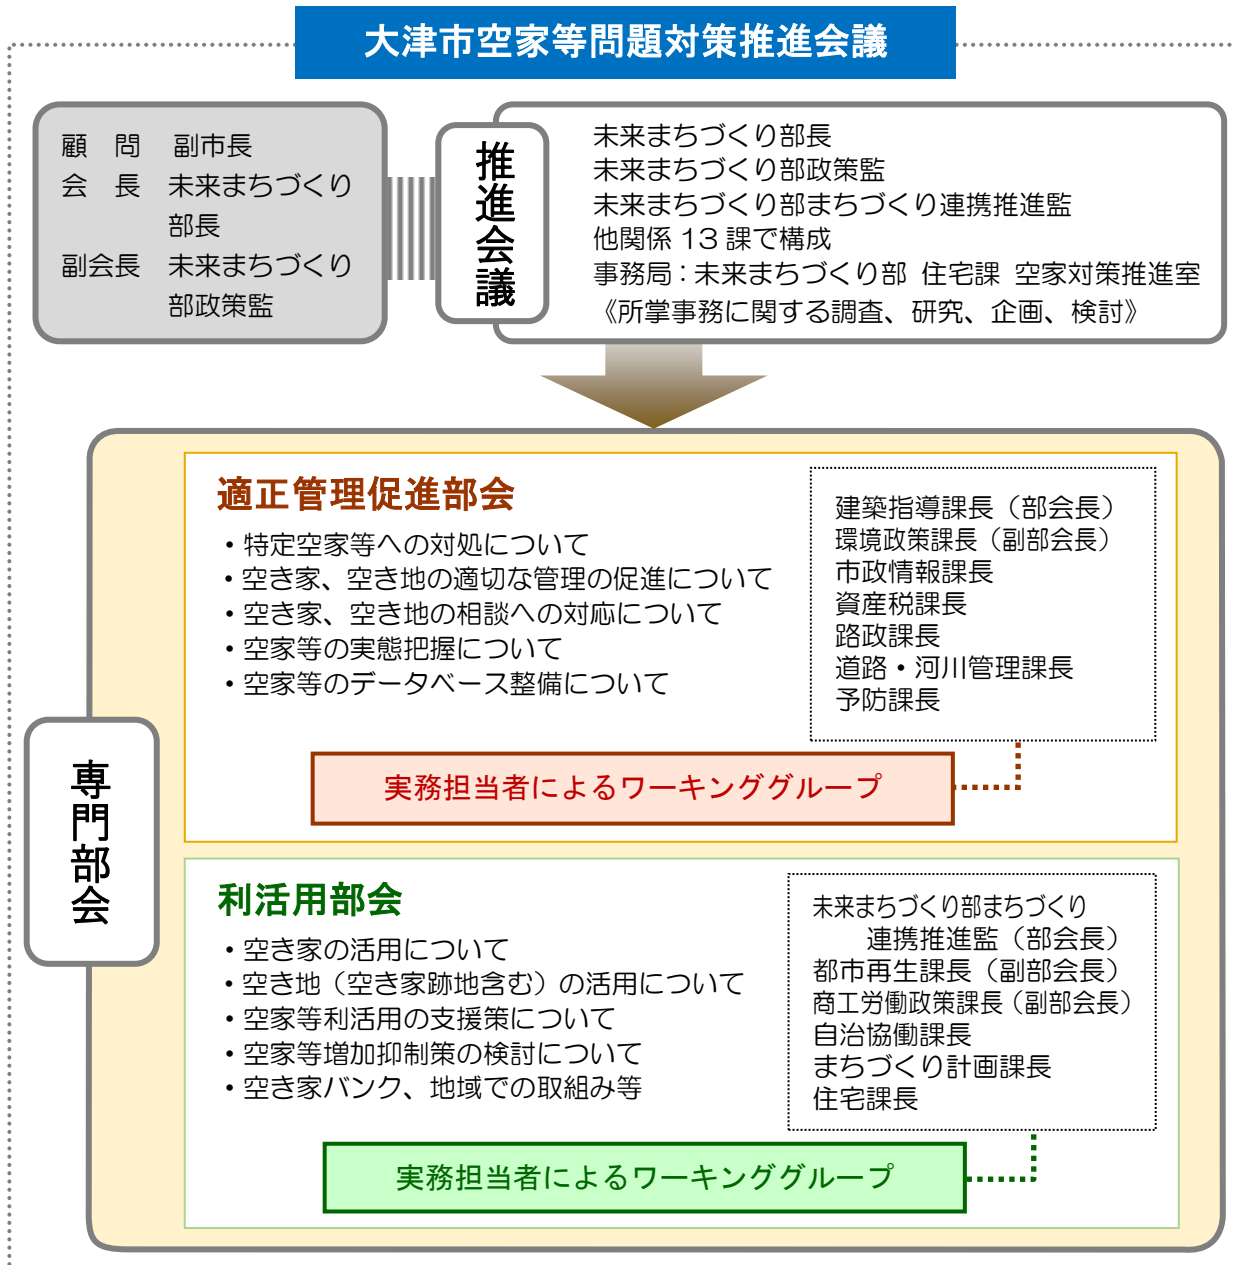 大津市空家等問題対策推進会議
顧　問　副市長
会　長　未来まちづくり
部長
副会長　未来まちづくり
部政策監
推進会議
未来まちづくり部長
未来まちづくり部政策監
未来まちづくり部まちづくり連携推進監
他関係 13 課で構成
事務局：未来まちづくり部 住宅課 空家対策推進室
《所掌事務に関する調査、研究、企画、検討》
専門部会
適正管理促進部会
・特定空家等への対処について
・空き家、空き地の適切な管理の促進について
・空き家、空き地の相談への対応について
・空家等の実態把握について
・空家等のデータベース整備について
建築指導課長（部会長）
環境政策課長（副部会長）
市政情報課長
資産税課長
路政課長
道路・河川管理課長
予防課長
実務担当者によるワーキンググループ
利活用部会
・空き家の活用について
・空き地（空き家跡地含む）の活用について
・空家等利活用の支援策について
・空家等増加抑制策の検討について
・空き家バンク、地域での取組み等
未来まちづくり部まちづくり
連携推進監（部会長）
都市再生課長（副部会長）
商工労働政策課長（副部会長）
自治協働課長
まちづくり計画課長
住宅課長
実務担当者によるワーキンググループ